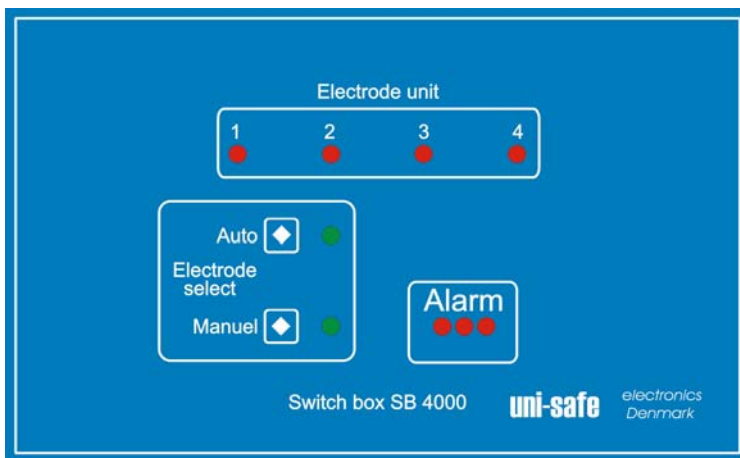 Electrode unit
1 2 3 4
Auto
Electrode
select
Manuel
Alarm
Switch box SB 4000
uni-safe
electronics
Denmark